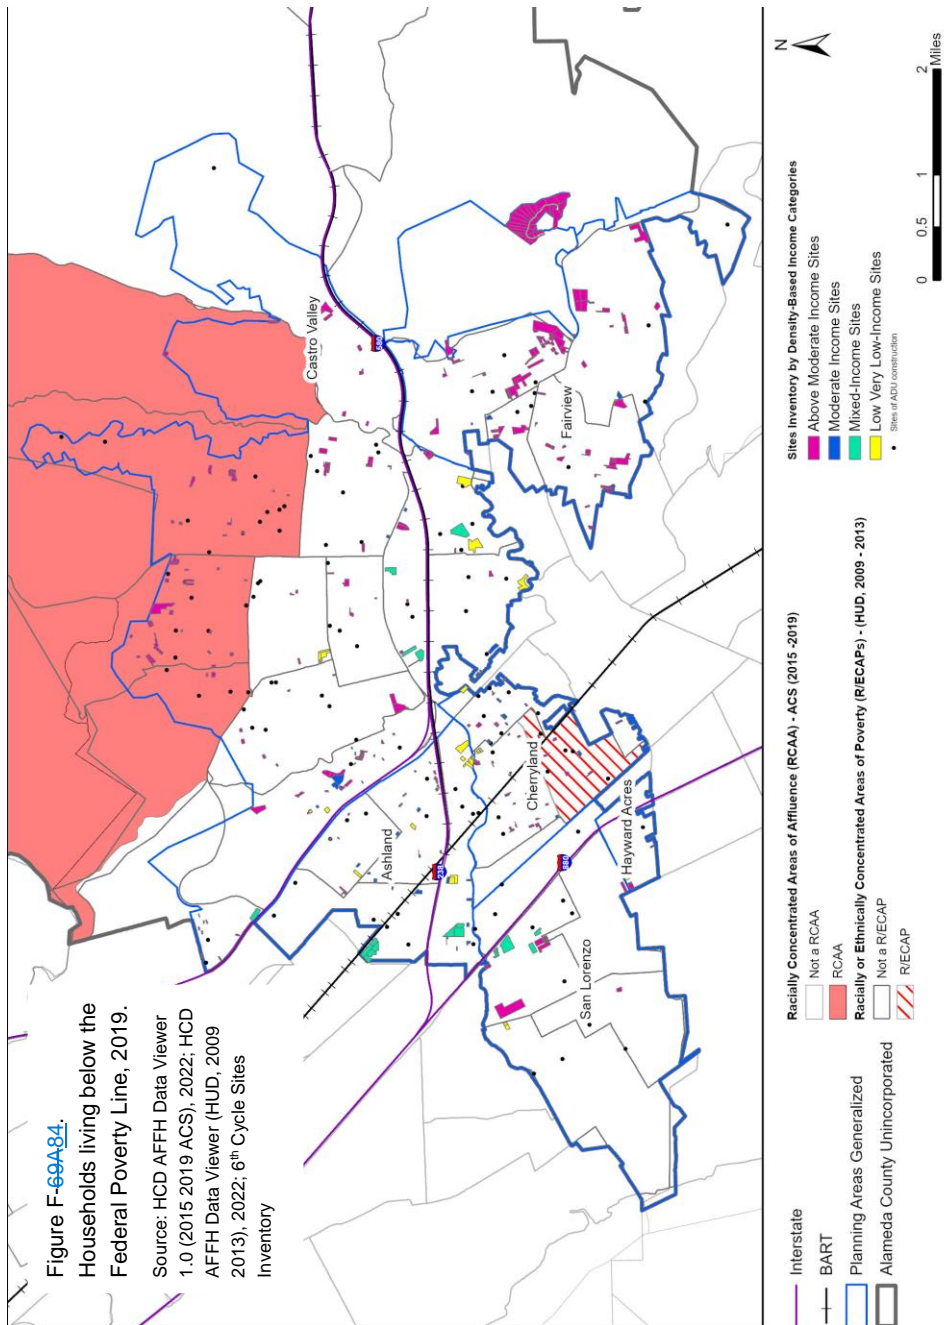 Figure F-69A84.
Households living below the
Federal Poverty Line, 2019.
Source: HCD AFFH Data Viewer
1.0 (2015 2019 ACS), 2022; HCD
AFFH Data Viewer (HUD, 2009
2013), 2022; 6th Cycle Sites
Inventory
Castro Valley
580
Fairview
Ashland
238
Cherryland
Hayward Acres
880
San Lorenzo
Interstate
BART
Planning Areas Generalized
Alameda County Unincorporated
Racially Concentrated Areas of Affluence (RCAA) - ACS (2015 -2019)
Not a RCAA
RCAA
Racially or Ethnically Concentrated Areas of Poverty (R/ECAPs) - (HUD, 2009 - 2013)
Not a R/ECAP
R/ECAP
Sites Inventory by Density-Based Income Categories
Above Moderate Income Sites
Moderate Income Sites
Mixed-Income Sites
Low Very Low-Income Sites
Sites of ADU construction
N
0 0.5 1 2
Miles